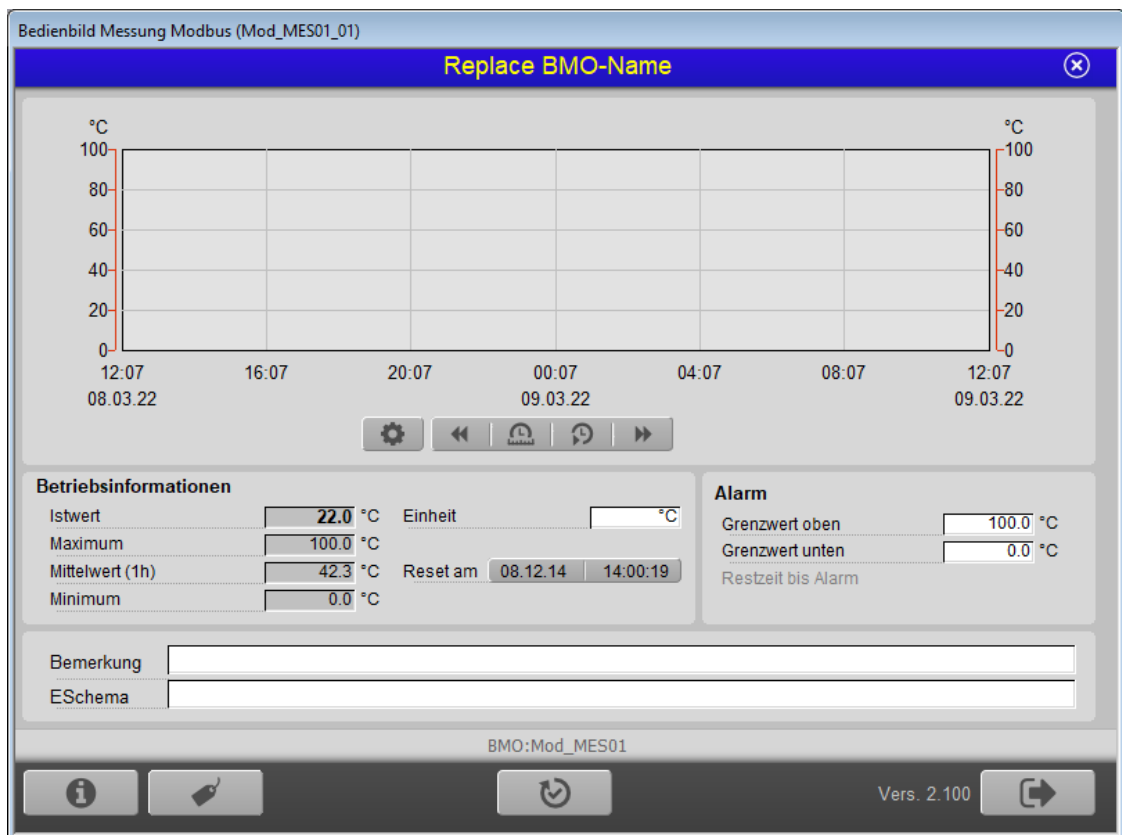 Bedienbild Messung Modbus (Mod_MES01_01)
Replace BMO-Name
°C °C
100 100
80 80
60 60
40 40
20 20
0 0
12:07 16:07 20:07 00:07 04:07 08:07 12:07
08.03.22 09.03.22 09.03.22
Betriebsinformationen
Istwert 22.0 °C Einheit °C
Maximum 100.0 °C
Mittelwert (1h) 42.3 °C Reset am 08.12.14 14:00:19
Minimum 0.0 °C
Alarm
Grenzwert oben 100.0 °C
Grenzwert unten 0.0 °C
Restzeit bis Alarm
Bemerkung
ESchema
BMO:Mod_MES01
Vers. 2.100